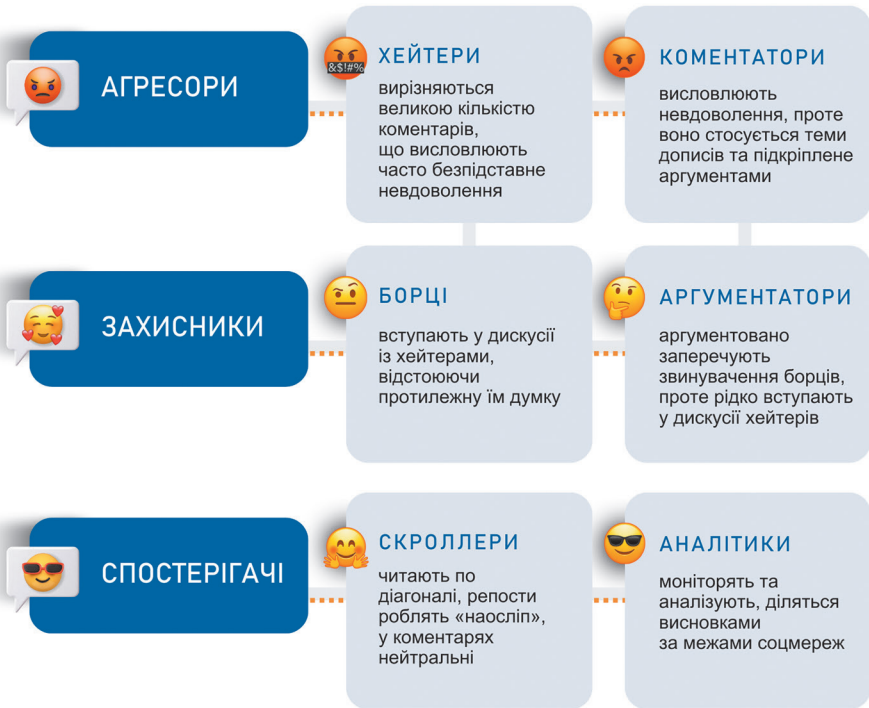 АГРЕСОРИ
ХЕЙТЕРИ
вирізняються
великою кількістю
коментарів,
що висловлюють
часто безпідставне
невдоволення
&$!#%
КОМЕНТАТОРИ
висловлюють
невдоволення, проте
воно стосується теми
дописів та підкріплене
аргументами
ЗАХИСНИКИ
БОРЦІ
вступають у дискусії
із хейтерами,
відстоюючи
протилежну їм думку
АРГУМЕНТАТОРИ
аргументовано
заперечують
звинувачення борців,
проте рідко вступають
у дискусії хейтерів
СПОСТЕРІГАЧІ
СКРОЛЛЕРИ
читають по
діагоналі, репости
роблять «наосліп»,
у коментарях
нейтральні
АНАЛІТИКИ
моніторять та
аналізують, діляться
висновками
за межами соцмереж